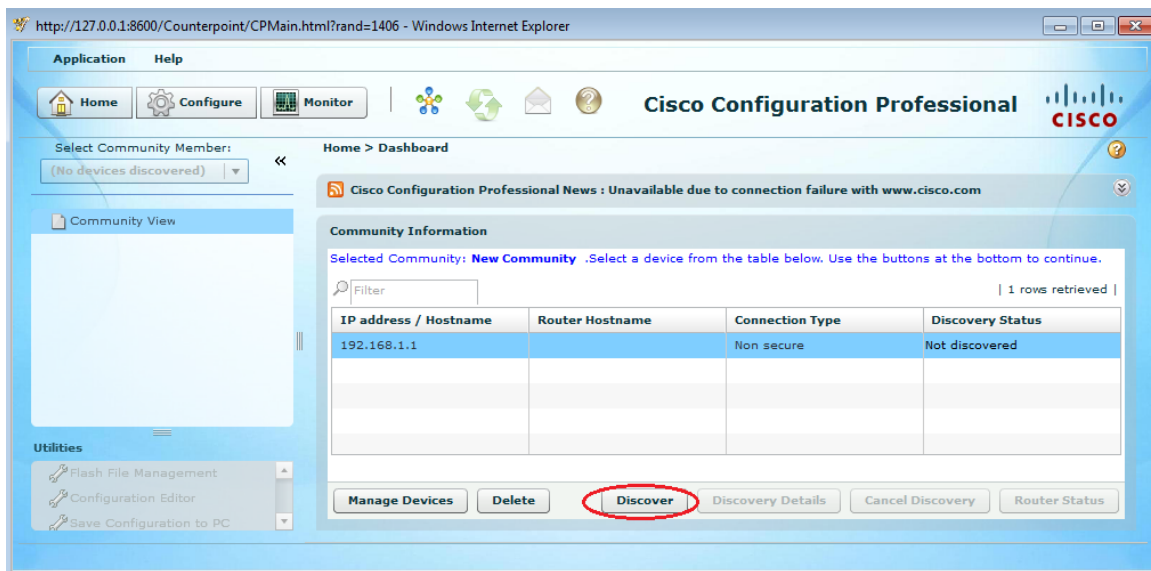 http://127.0.0.1:8600/Counterpoint/CPMain.html?rand=1406 - Windows Internet Explorer
Application Help
Home Configure Monitor Cisco Configuration Professional CISCO
Select Community Member:
(No devices discovered)
Home > Dashboard
Cisco Configuration Professional News : Unavailable due to connection failure with www.cisco.com
Community View
Community Information
Selected Community: New Community .Select a device from the table below. Use the buttons at the bottom to continue.
Filter | 1 rows retrieved |
IP address / Hostname Router Hostname Connection Type Discovery Status
192.168.1.1 Non secure Not discovered
Utilities
Flash File Management
Configuration Editor
Save Configuration to PC
Manage Devices Delete Discover Discovery Details Cancel Discovery Router Status